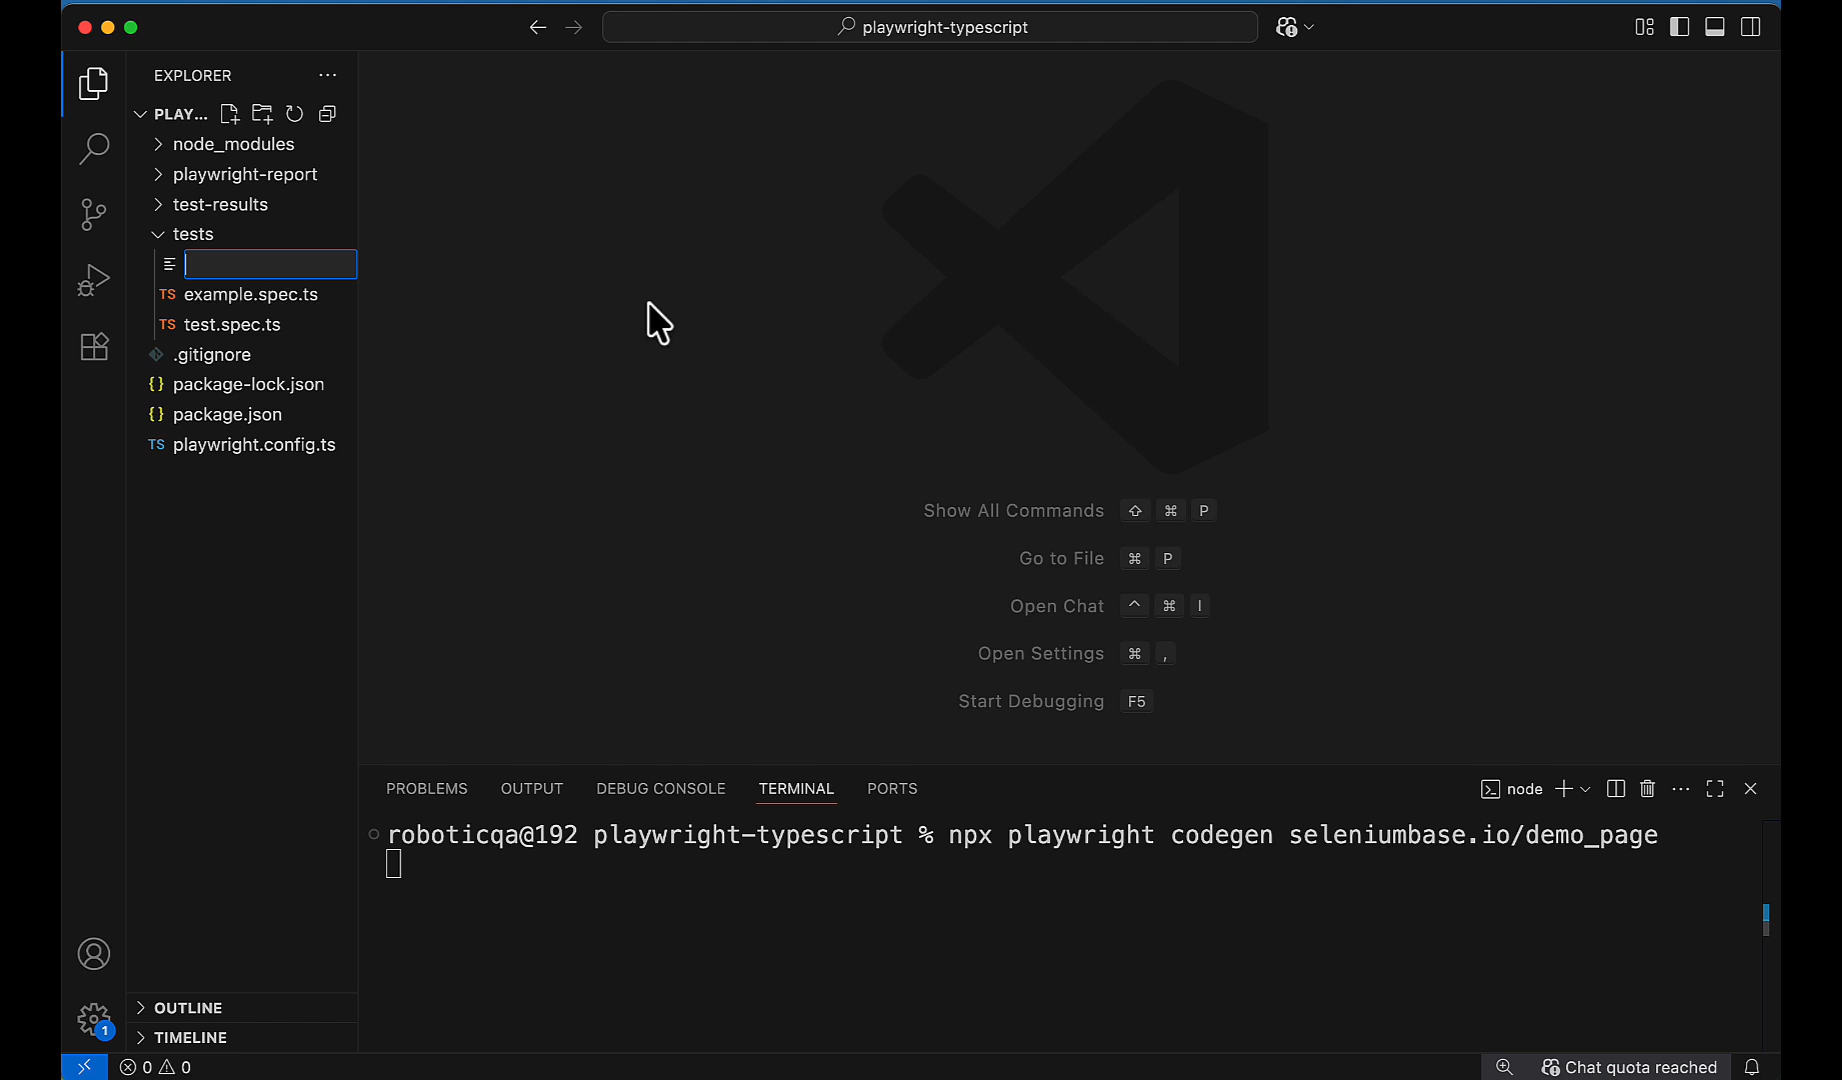 playwright-typescript
EXPLORER
PLAY...
node_modules
playwright-report
test-results
tests
TS example.spec.ts
TS test.spec.ts
.gitignore
{} package-lock.json
{} package.json
TS playwright.config.ts
Show All Commands ⇧ ⌘ P
Go to File ⌘ P
Open Chat ^ ⌘ I
Open Settings ⌘ ,
Start Debugging F5
PROBLEMS OUTPUT DEBUG CONSOLE TERMINAL PORTS node
roboticqa@192 playwright-typescript % npx playwright codegen seleniumbase.io/demo_page
OUTLINE
1
TIMELINE
0 0 Chat quota reached